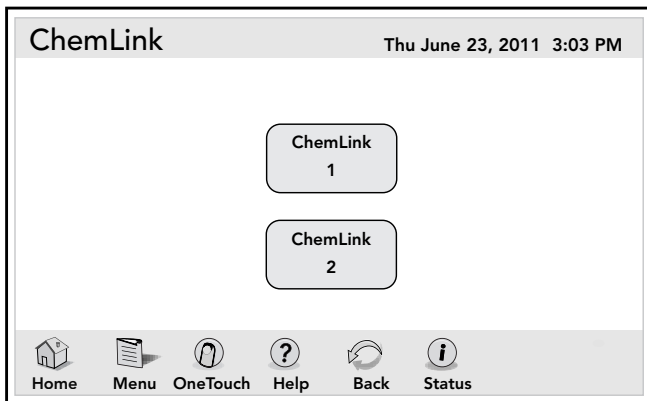 ChemLink Thu June 23, 2011 3:03 PM
ChemLink
1
ChemLink
2
Home Menu OneTouch Help Back Status